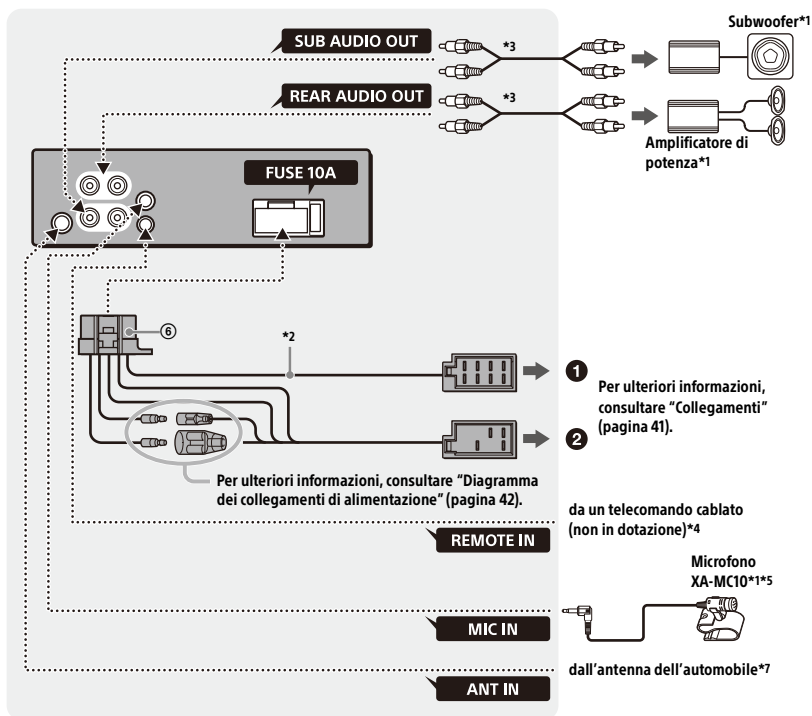 Subwoofer*1
SUB AUDIO OUT
*3
REAR AUDIO OUT
*3
Amplificatore di
potenza*1
FUSE 10A
⑥
*2
❶
Per ulteriori informazioni,
consultare “Collegamenti”
(pagina 41).
❷
Per ulteriori informazioni, consultare “Diagramma
dei collegamenti di alimentazione” (pagina 42).
da un telecomando cablato
(non in dotazione)*4
REMOTE IN
Microfono
XA-MC10*1*5
MIC IN
dall’antenna dell’automobile*7
ANT IN